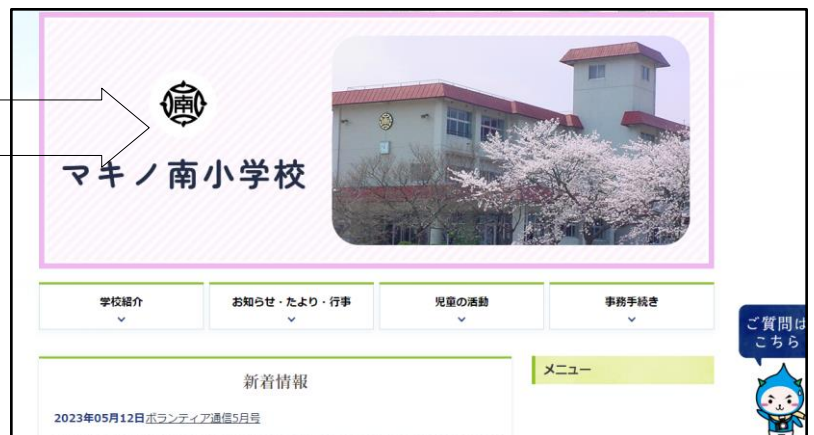 南
マキノ南小学校
学校紹介
お知らせ・たより・行事
児童の活動
事務手続き
ご質問は
こちら
新着情報
メニュー
2023年05月12日ボランティア通信5月号